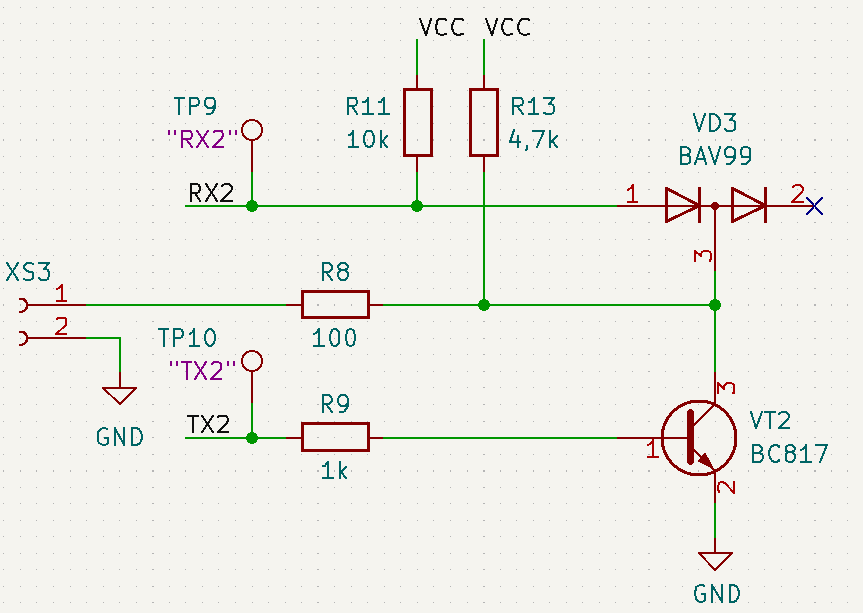 VCC VCC
TP9
"RX2"
R11
10k
R13
4,7k
VD3
BAV99
RX2
1
2
3
XS3
1
2
R8
100
TP10
"TX2"
GND
TX2
R9
1k
3
1
2
VT2
BC817
GND